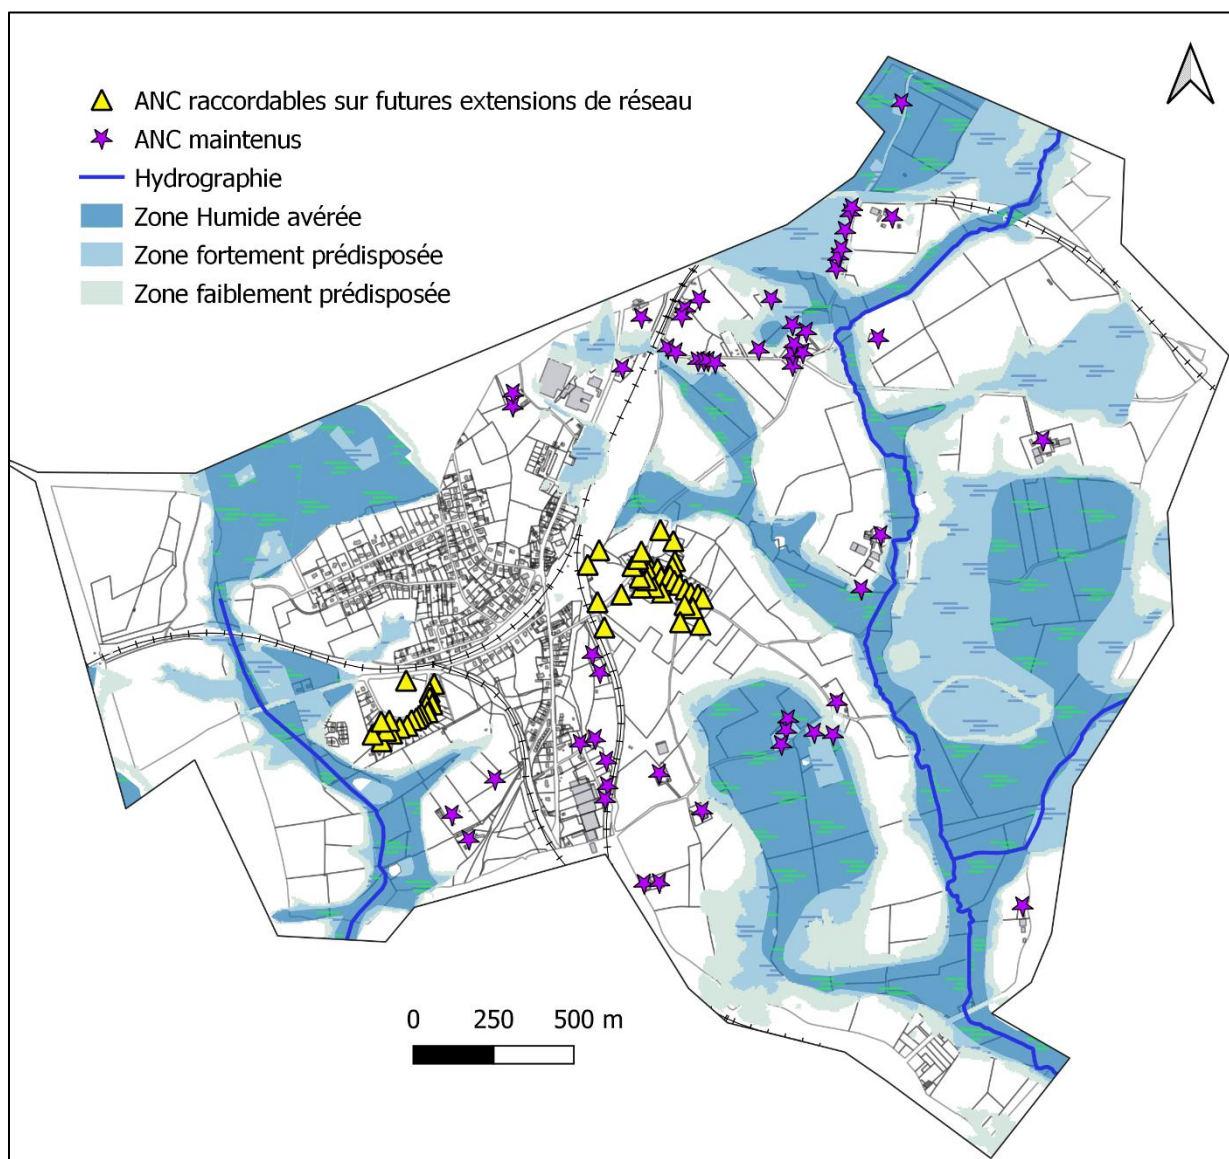 ANC raccordables sur futures extensions de réseau
ANC maintenus
Hydrographie
Zone Humide avérée
Zone fortement prédisposée
Zone faiblement prédisposée
0 250 500 m